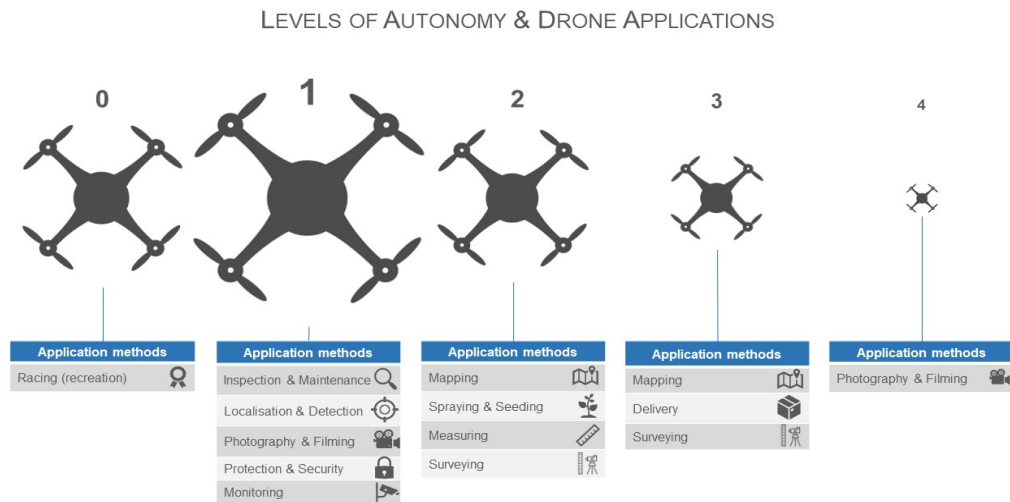 LEVELS OF AUTONOMY & DRONE APPLICATIONS
0
1
2
3
4
Application methods
Racing (recreation)
Application methods
Inspection & Maintenance
Localisation & Detection
Photography & Filming
Protection & Security
Monitoring
Application methods
Mapping
Spraying & Seeding
Measuring
Surveying
Application methods
Mapping
Delivery
Surveying
Application methods
Photography & Filming